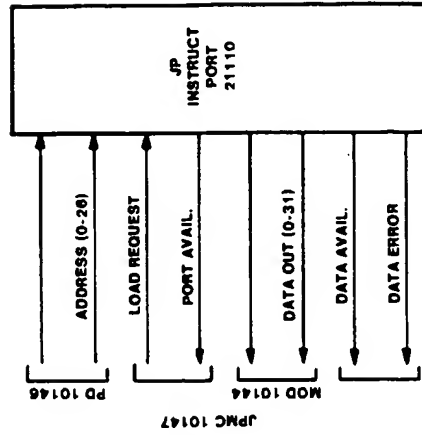 JP
INSTRUCT
PORT
21110
PD 10146
ADDRESS (0-26)
LOAD REQUEST
PORT AVAIL.
MOD 10144
DATA OUT (0-31)
DATA AVAIL.
DATA ERROR
JPMC 10147